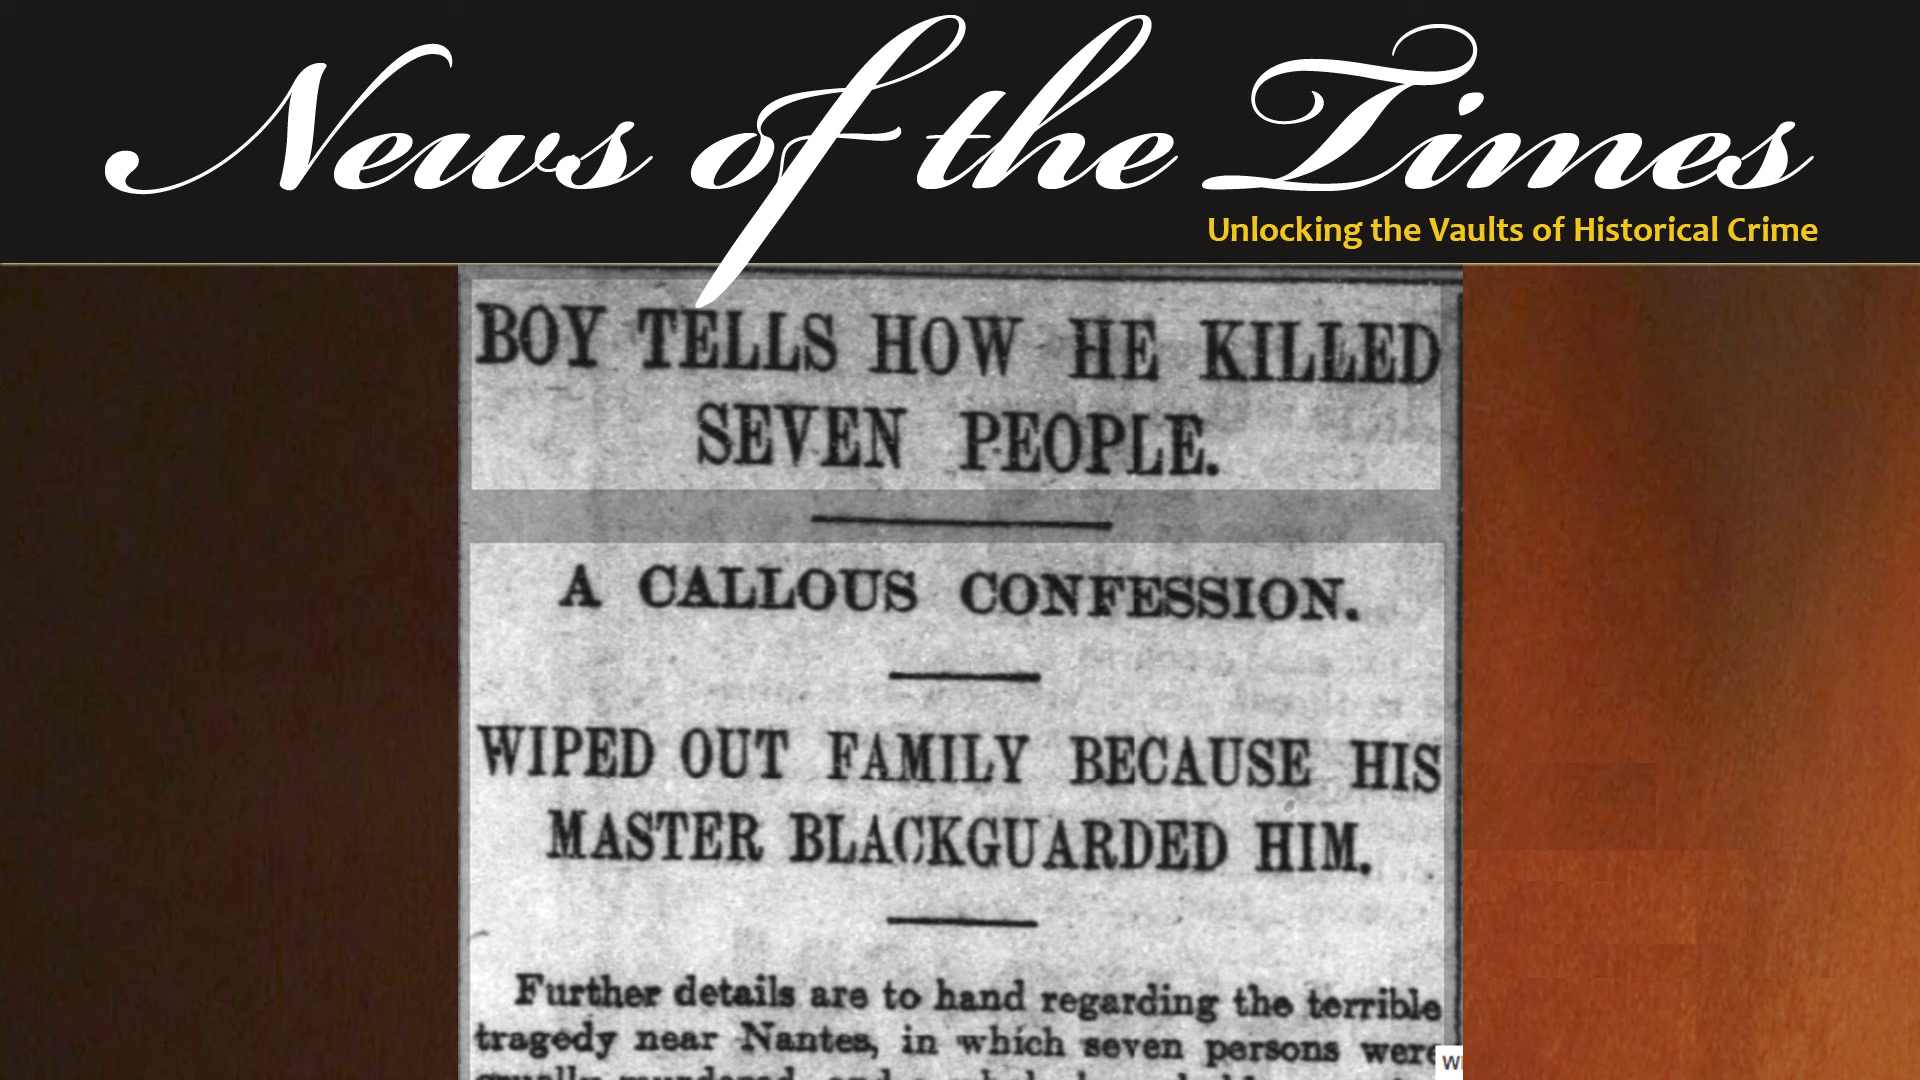 News of the Times
Unlocking the Vaults of Historical Crime
BOY TELLS HOW HE KILLED
SEVEN PEOPLE.
A CALLOUS CONFESSION.
WIPED OUT FAMILY BECAUSE HIS
MASTER BLACKGUARDED HIM.
Further details are to hand regarding the terrible
tragedy near Nantes, in which seven persons were